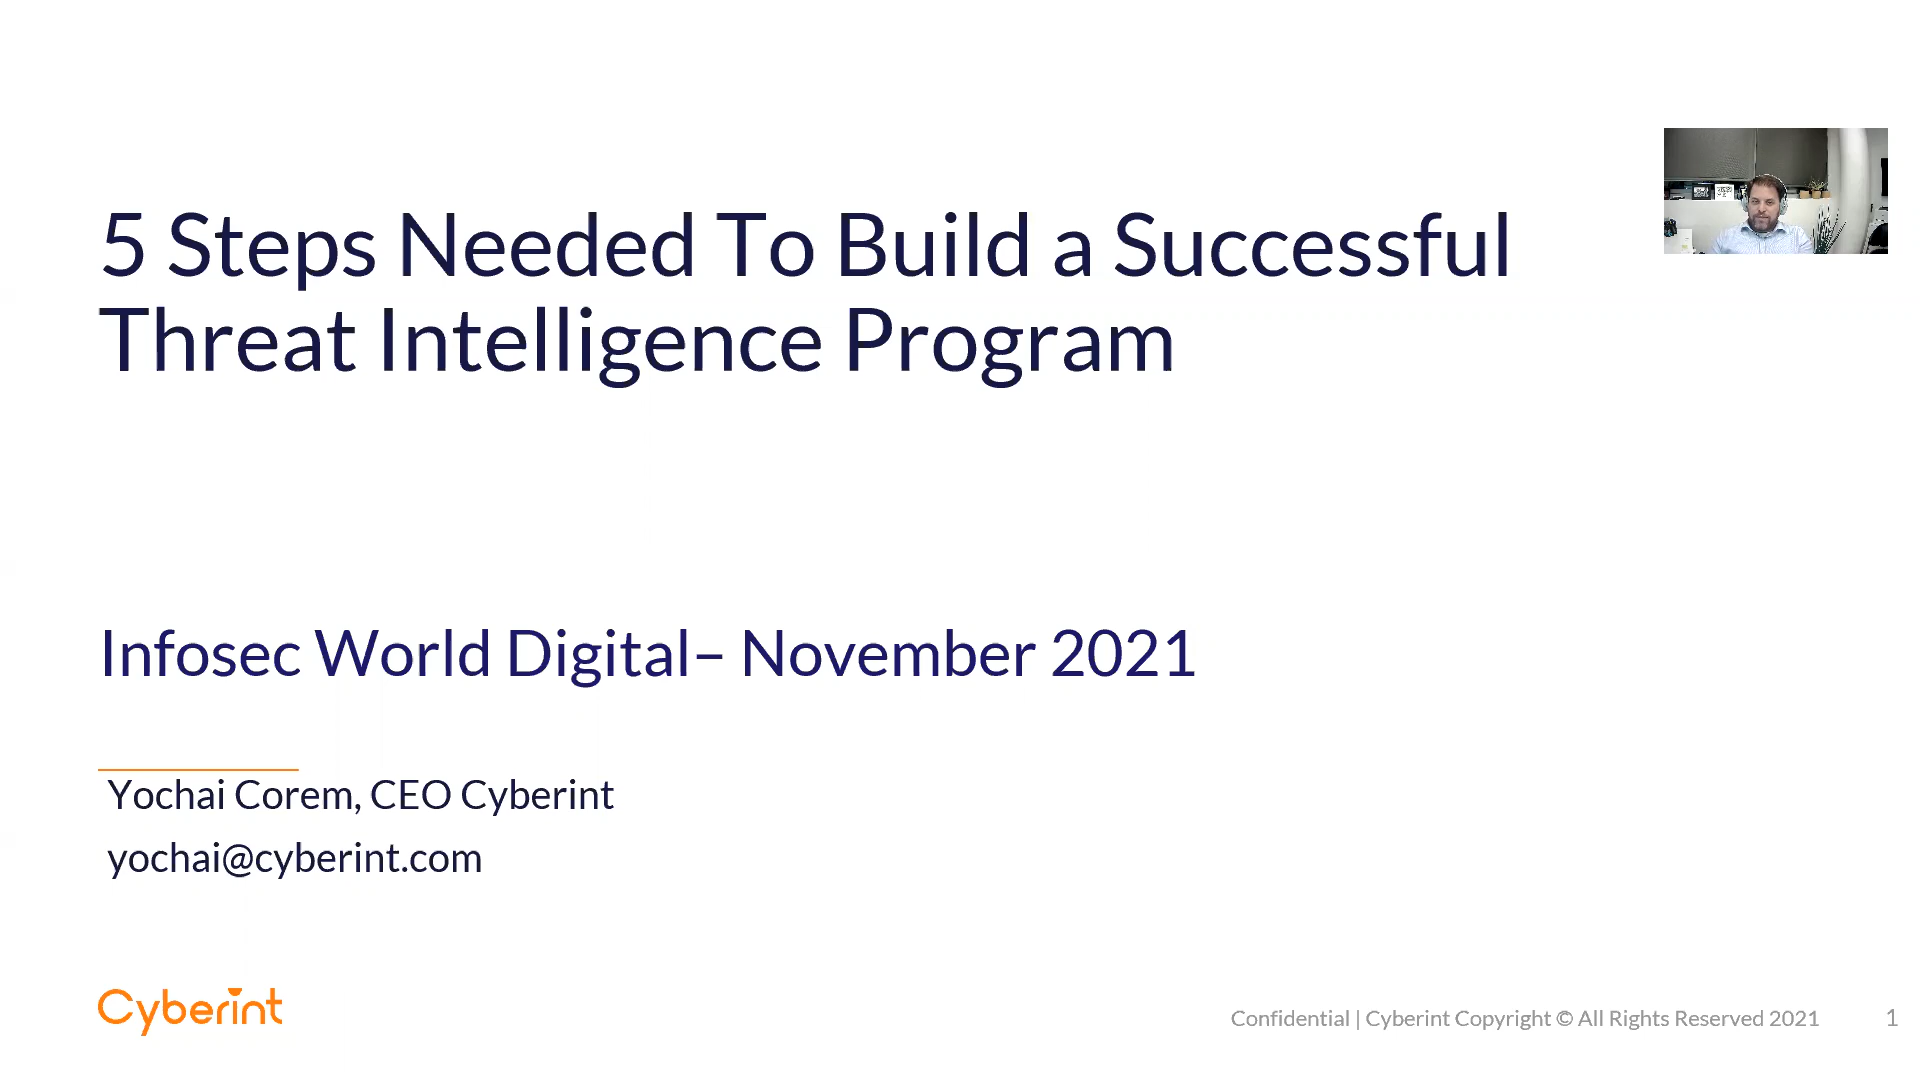 5 Steps Needed To Build a Successful
Threat Intelligence Program
Infosec World Digital– November 2021
Yochai Corem, CEO Cyberint
yochai@cyberint.com
Cyberint
Confidential | Cyberint Copyright © All Rights Reserved 2021 1